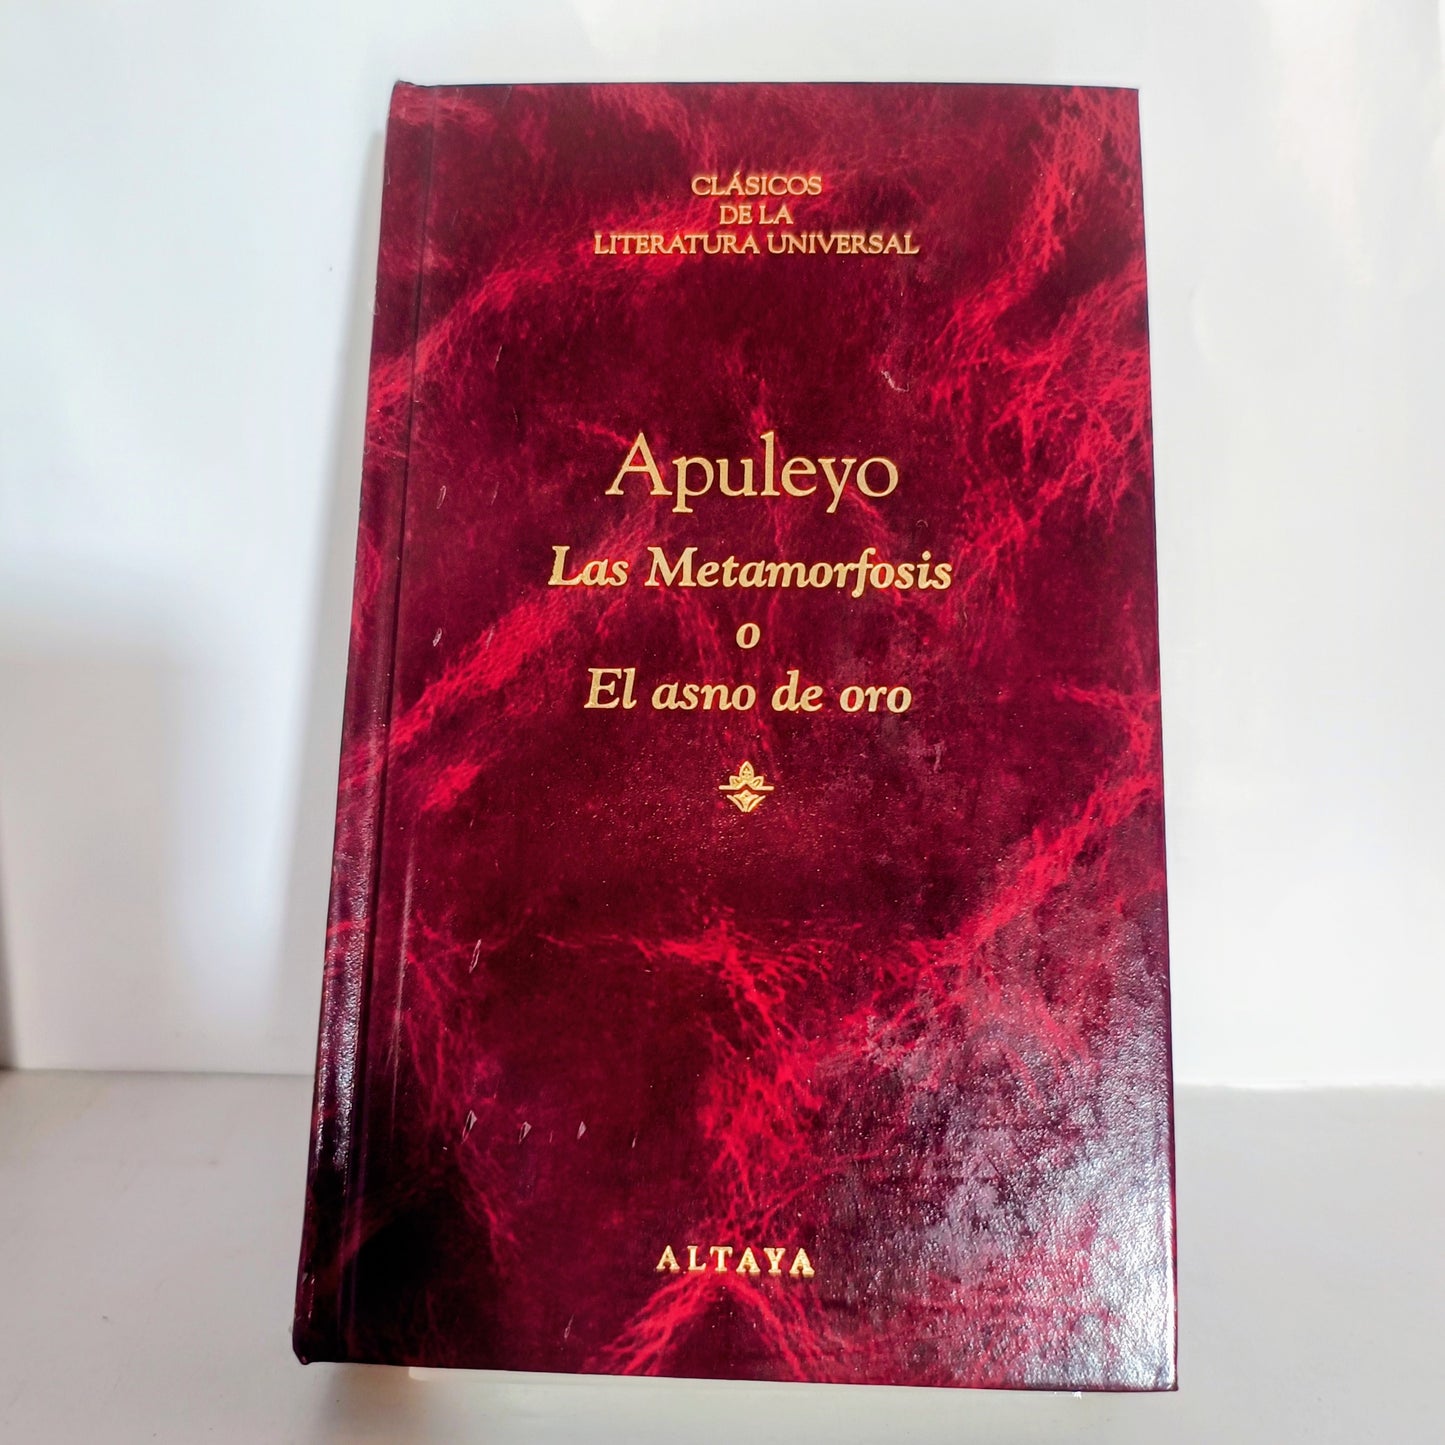 CLÁSICOS
DE LA
LITERATURA UNIVERSAL
Apuleyo
Las Metamorfosis
o
El asno de oro
ALTAYA